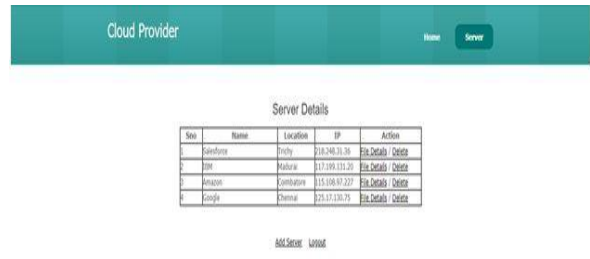 Cloud Provider
Home Server
Server Details
Sno Name Location IP Action
1 Salesforce Trichy 218.248.31.36 File Details / Delete
2 IBM Madurai 117.199.131.20 File Details / Delete
3 Amazon Coimbatore 115.108.97.227 File Details / Delete
4 Google Chennai 125.17.130.75 File Details / Delete
Add Server Logout